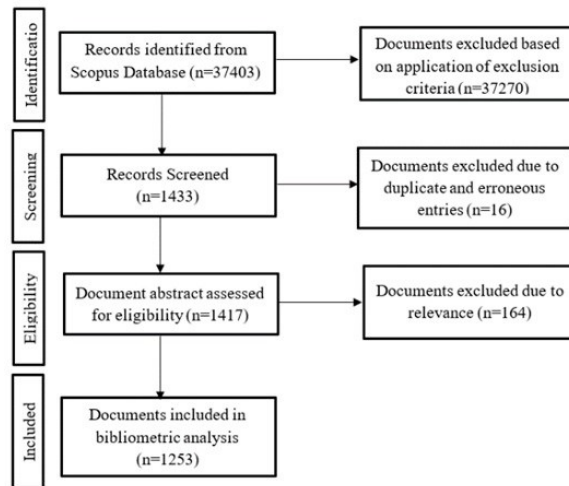 Identificatio
Records identified from
Scopus Database (n=37403)
Documents excluded based
on application of exclusion
criteria (n=37270)
Screening
Records Screened
(n=1433)
Documents excluded due to
duplicate and erroneous
entries (n=16)
Eligibility
Document abstract assessed
for eligibility (n=1417)
Documents excluded due to
relevance (n=164)
Included
Documents included in
bibliometric analysis
(n=1253)